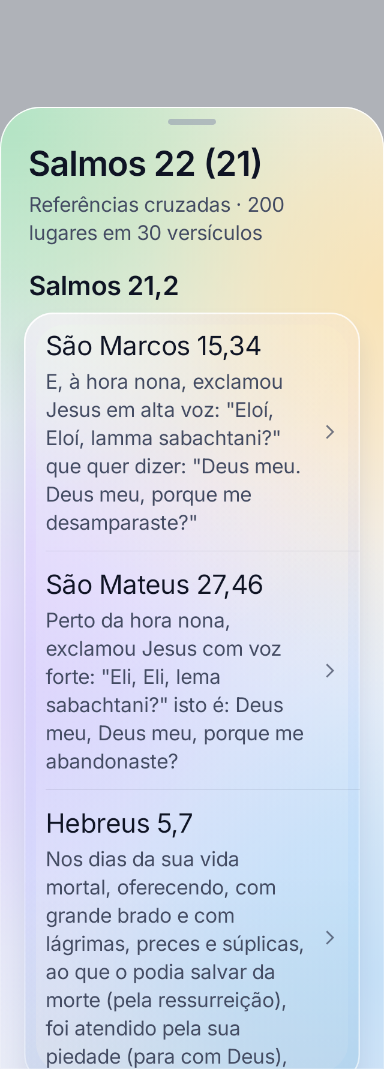 Salmos 22 (21)
Referências cruzadas · 200
lugares em 30 versículos
Salmos 21,2
São Marcos 15,34
E, à hora nona, exclamou
Jesus em alta voz: "Eloí,
Eloí, lamma sabachtani?"
que quer dizer: "Deus meu.
Deus meu, porque me
desamparaste?"
São Mateus 27,46
Perto da hora nona,
exclamou Jesus com voz
forte: "Eli, Eli, lema
sabachtani?" isto é: Deus
meu, Deus meu, porque me
abandonaste?
Hebreus 5,7
Nos dias da sua vida
mortal, oferecendo, com
grande brado e com
lágrimas, preces e súplicas,
ao que o podia salvar da
morte (pela ressurreição),
foi atendido pela sua
piedade (para com Deus),